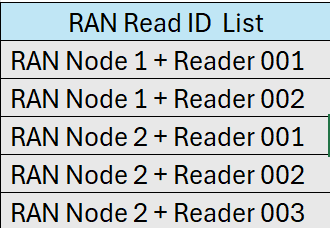 RAN Read ID List
RAN Node 1 + Reader 001
RAN Node 1 + Reader 002
RAN Node 2 + Reader 001
RAN Node 2 + Reader 002
RAN Node 2 + Reader 003